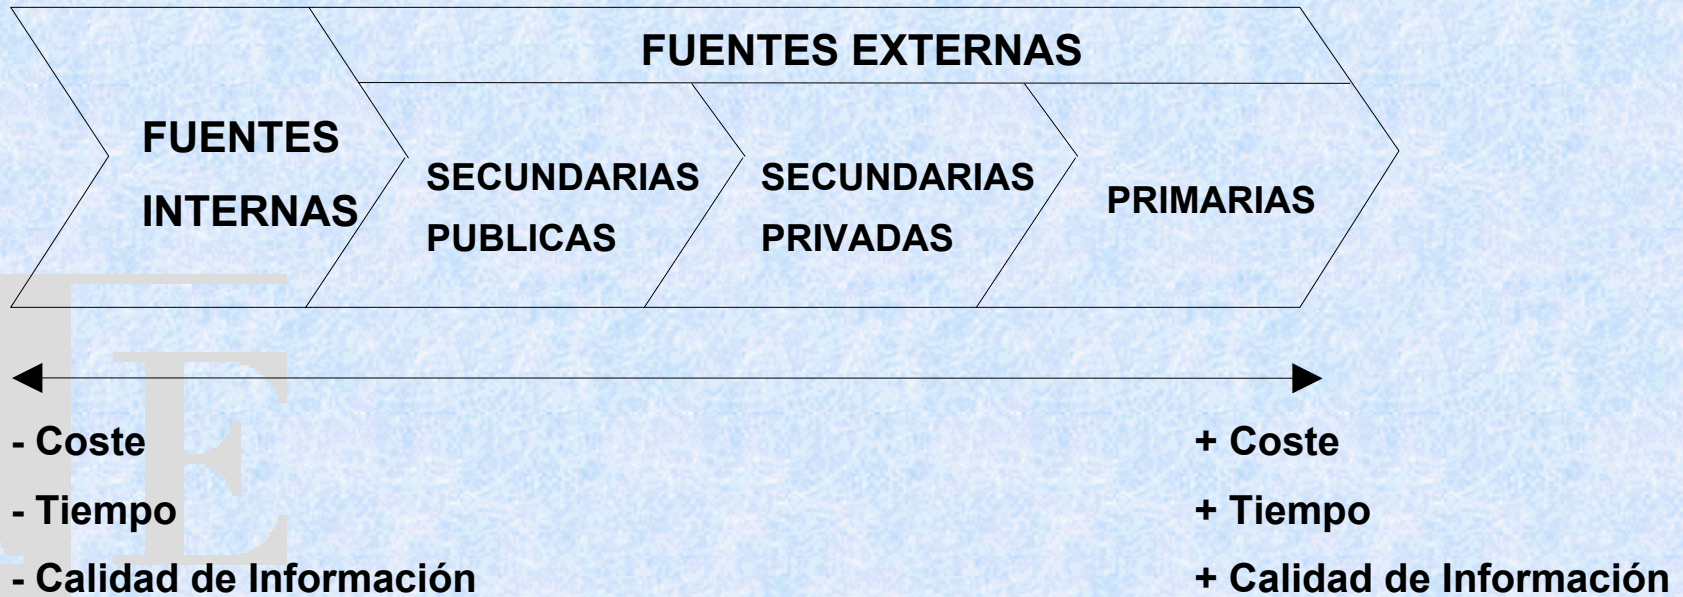 FUENTES EXTERNAS
FUENTES
INTERNAS
SECUNDARIAS
PUBLICAS
SECUNDARIAS
PRIVADAS
PRIMARIAS
- Coste
- Tiempo
- Calidad de Información
+ Coste
+ Tiempo
+ Calidad de Información